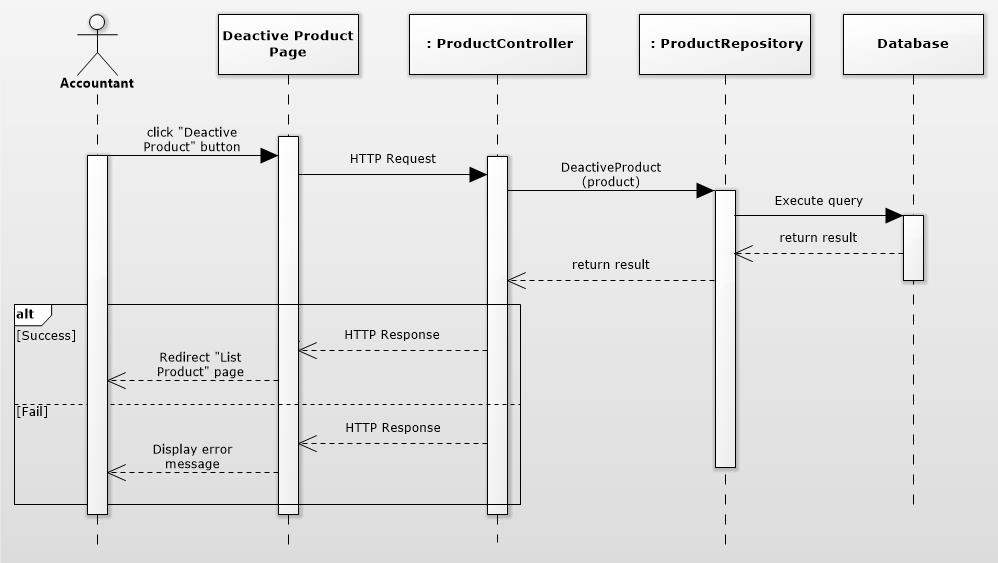 Accountant
Deactive Product
Page
: ProductController
: ProductRepository
Database
click "Deactive
Product" button
HTTP Request
DeactiveProduct
(product)
Execute query
return result
return result
alt
[Success]
HTTP Response
Redirect "List
Product" page
[Fail]
HTTP Response
Display error
message